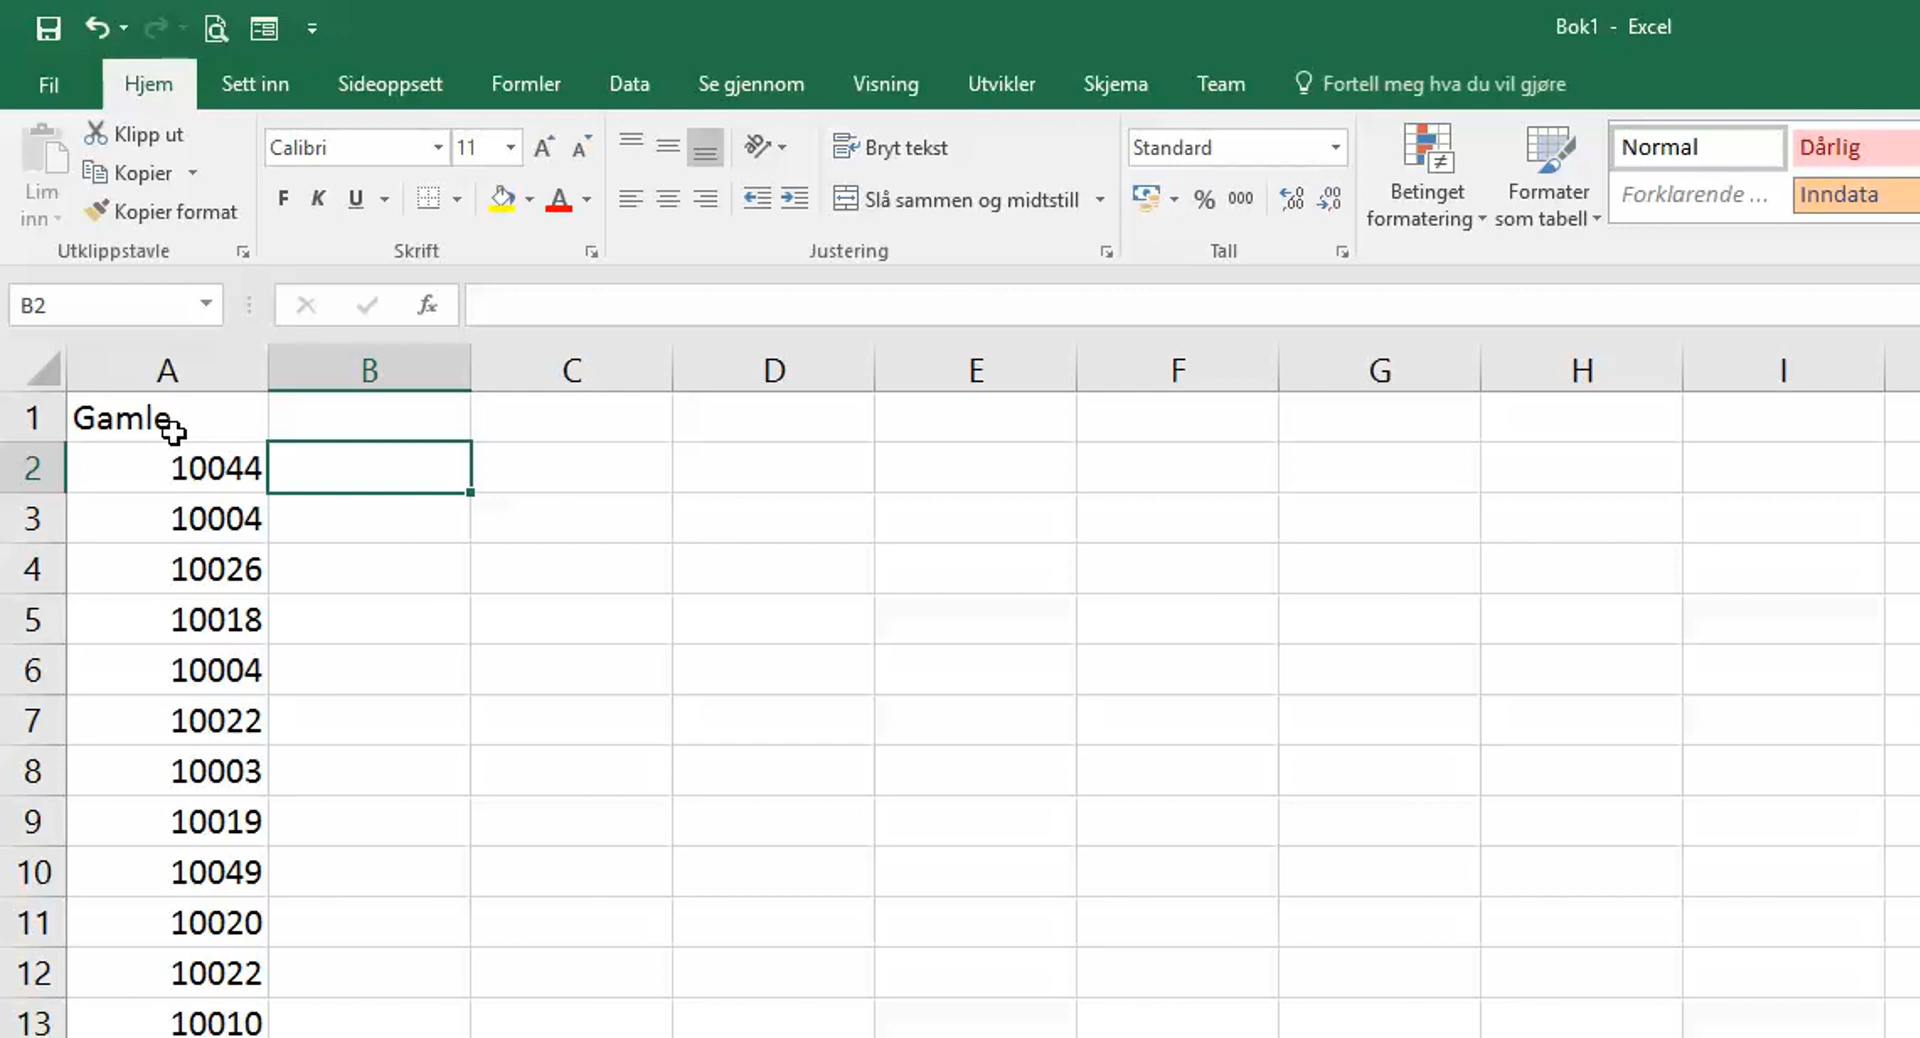 Bok1 - Excel
Fil Hjem Sett inn Sideoppsett Formler Data Se gjennom Visning Utvikler Skjema Team Fortell meg hva du vil gjøre
Lim inn
Klipp ut
Kopier
Kopier format
Utklippstavle
Calibri 11
F K U A
Skrift
Bryt tekst
Slå sammen og midtstill
Justering
Standard
% 000
Tall
Betinget formatering
Formater som tabell
Normal Dårlig
Forklarende ... Inndata
B2 fx
A B C D E F G H I
1 Gamle
2 10044
3 10004
4 10026
5 10018
6 10004
7 10022
8 10003
9 10019
10 10049
11 10020
12 10022
13 10010